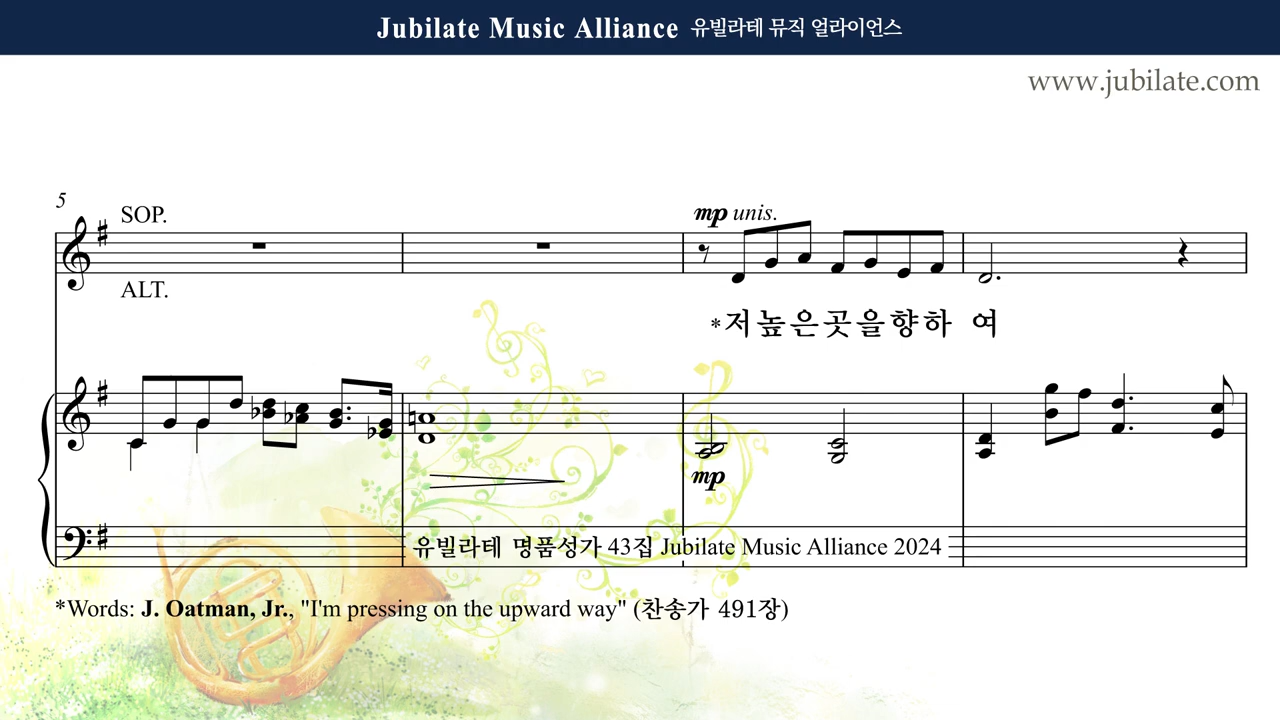 Jubilate Music Alliance 유빌라테 뮤직 얼라이언스
www.jubilate.com
5
SOP.
mp unis.
ALT.
*저높은곳을향하 여
mp
유빌라테 명품성가 43집 Jubilate Music Alliance 2024
*Words: J. Oatman, Jr., "I'm pressing on the upward way" (찬송가 491장)